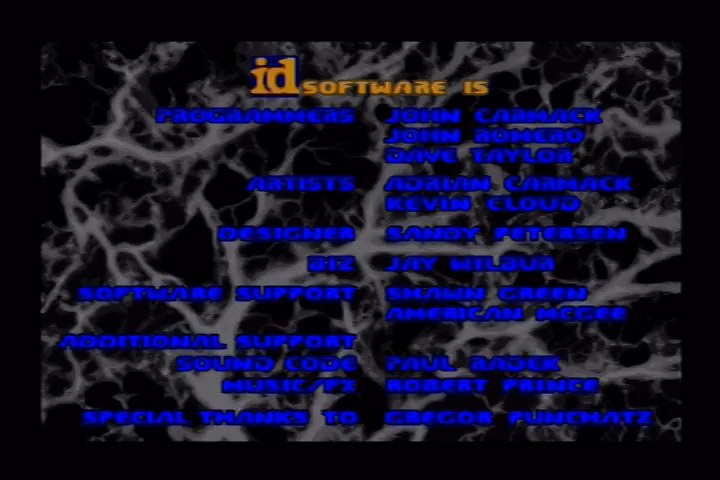 id SOFTWARE IS
PROGRAMMERS JOHN CARMACK
JOHN ROMERO
DAVE TAYLOR
ARTISTS ADRIAN CARMACK
KEVIN CLOUD
DESIGNER SANDY PETERSEN
BIZ JAY WILBUR
SOFTWARE SUPPORT SHAWN GREEN
AMERICAN MCGEE
ADDITIONAL SUPPORT
SOUND CODE PAUL RADEK
MUSIC/FX ROBERT PRINCE
SPECIAL THANKS TO GREGOR PUNCHATZ